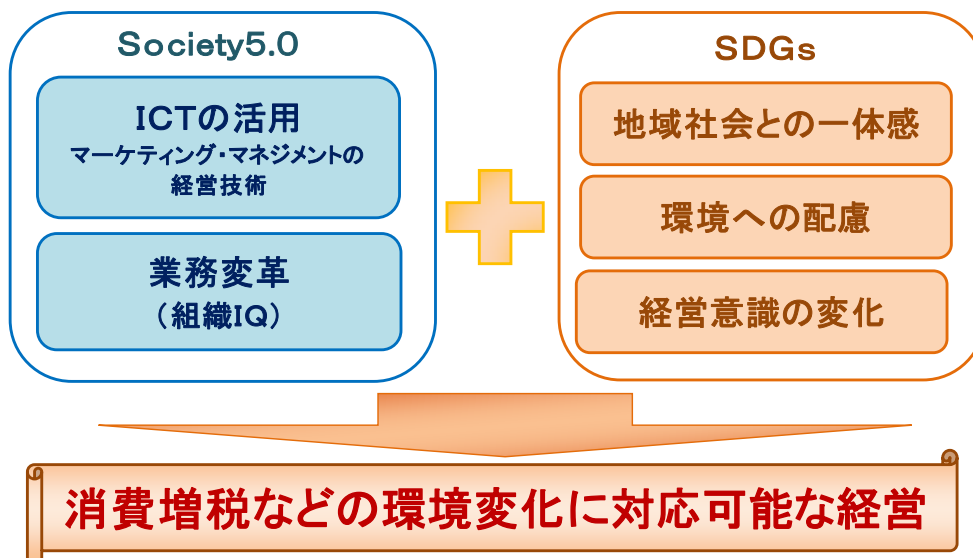 Society5.0
ICTの活用
マーケティング・マネジメントの
経営技術
業務変革
（組織IQ）
SDGs
地域社会との一体感
環境への配慮
経営意識の変化
消費増税などの環境変化に対応可能な経営